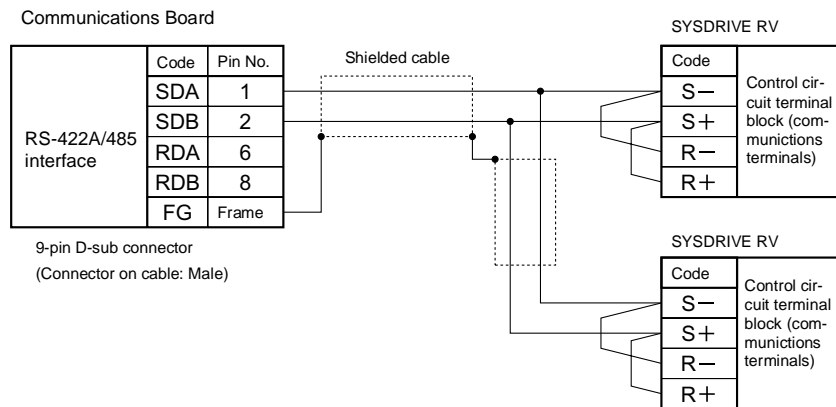 Communications Board
SYSDRIVE RV
Code Pin No.
Shielded cable
Code
SDA 1
S−
Control cir-
cuit terminal
block (com-
munictions
terminals)
SDB 2
S+
RS-422A/485
interface
RDA 6
R−
RDB 8
R+
FG Frame
9-pin D-sub connector
(Connector on cable: Male)
SYSDRIVE RV
Code
S−
Control cir-
cuit terminal
block (com-
munictions
terminals)
S+
R−
R+